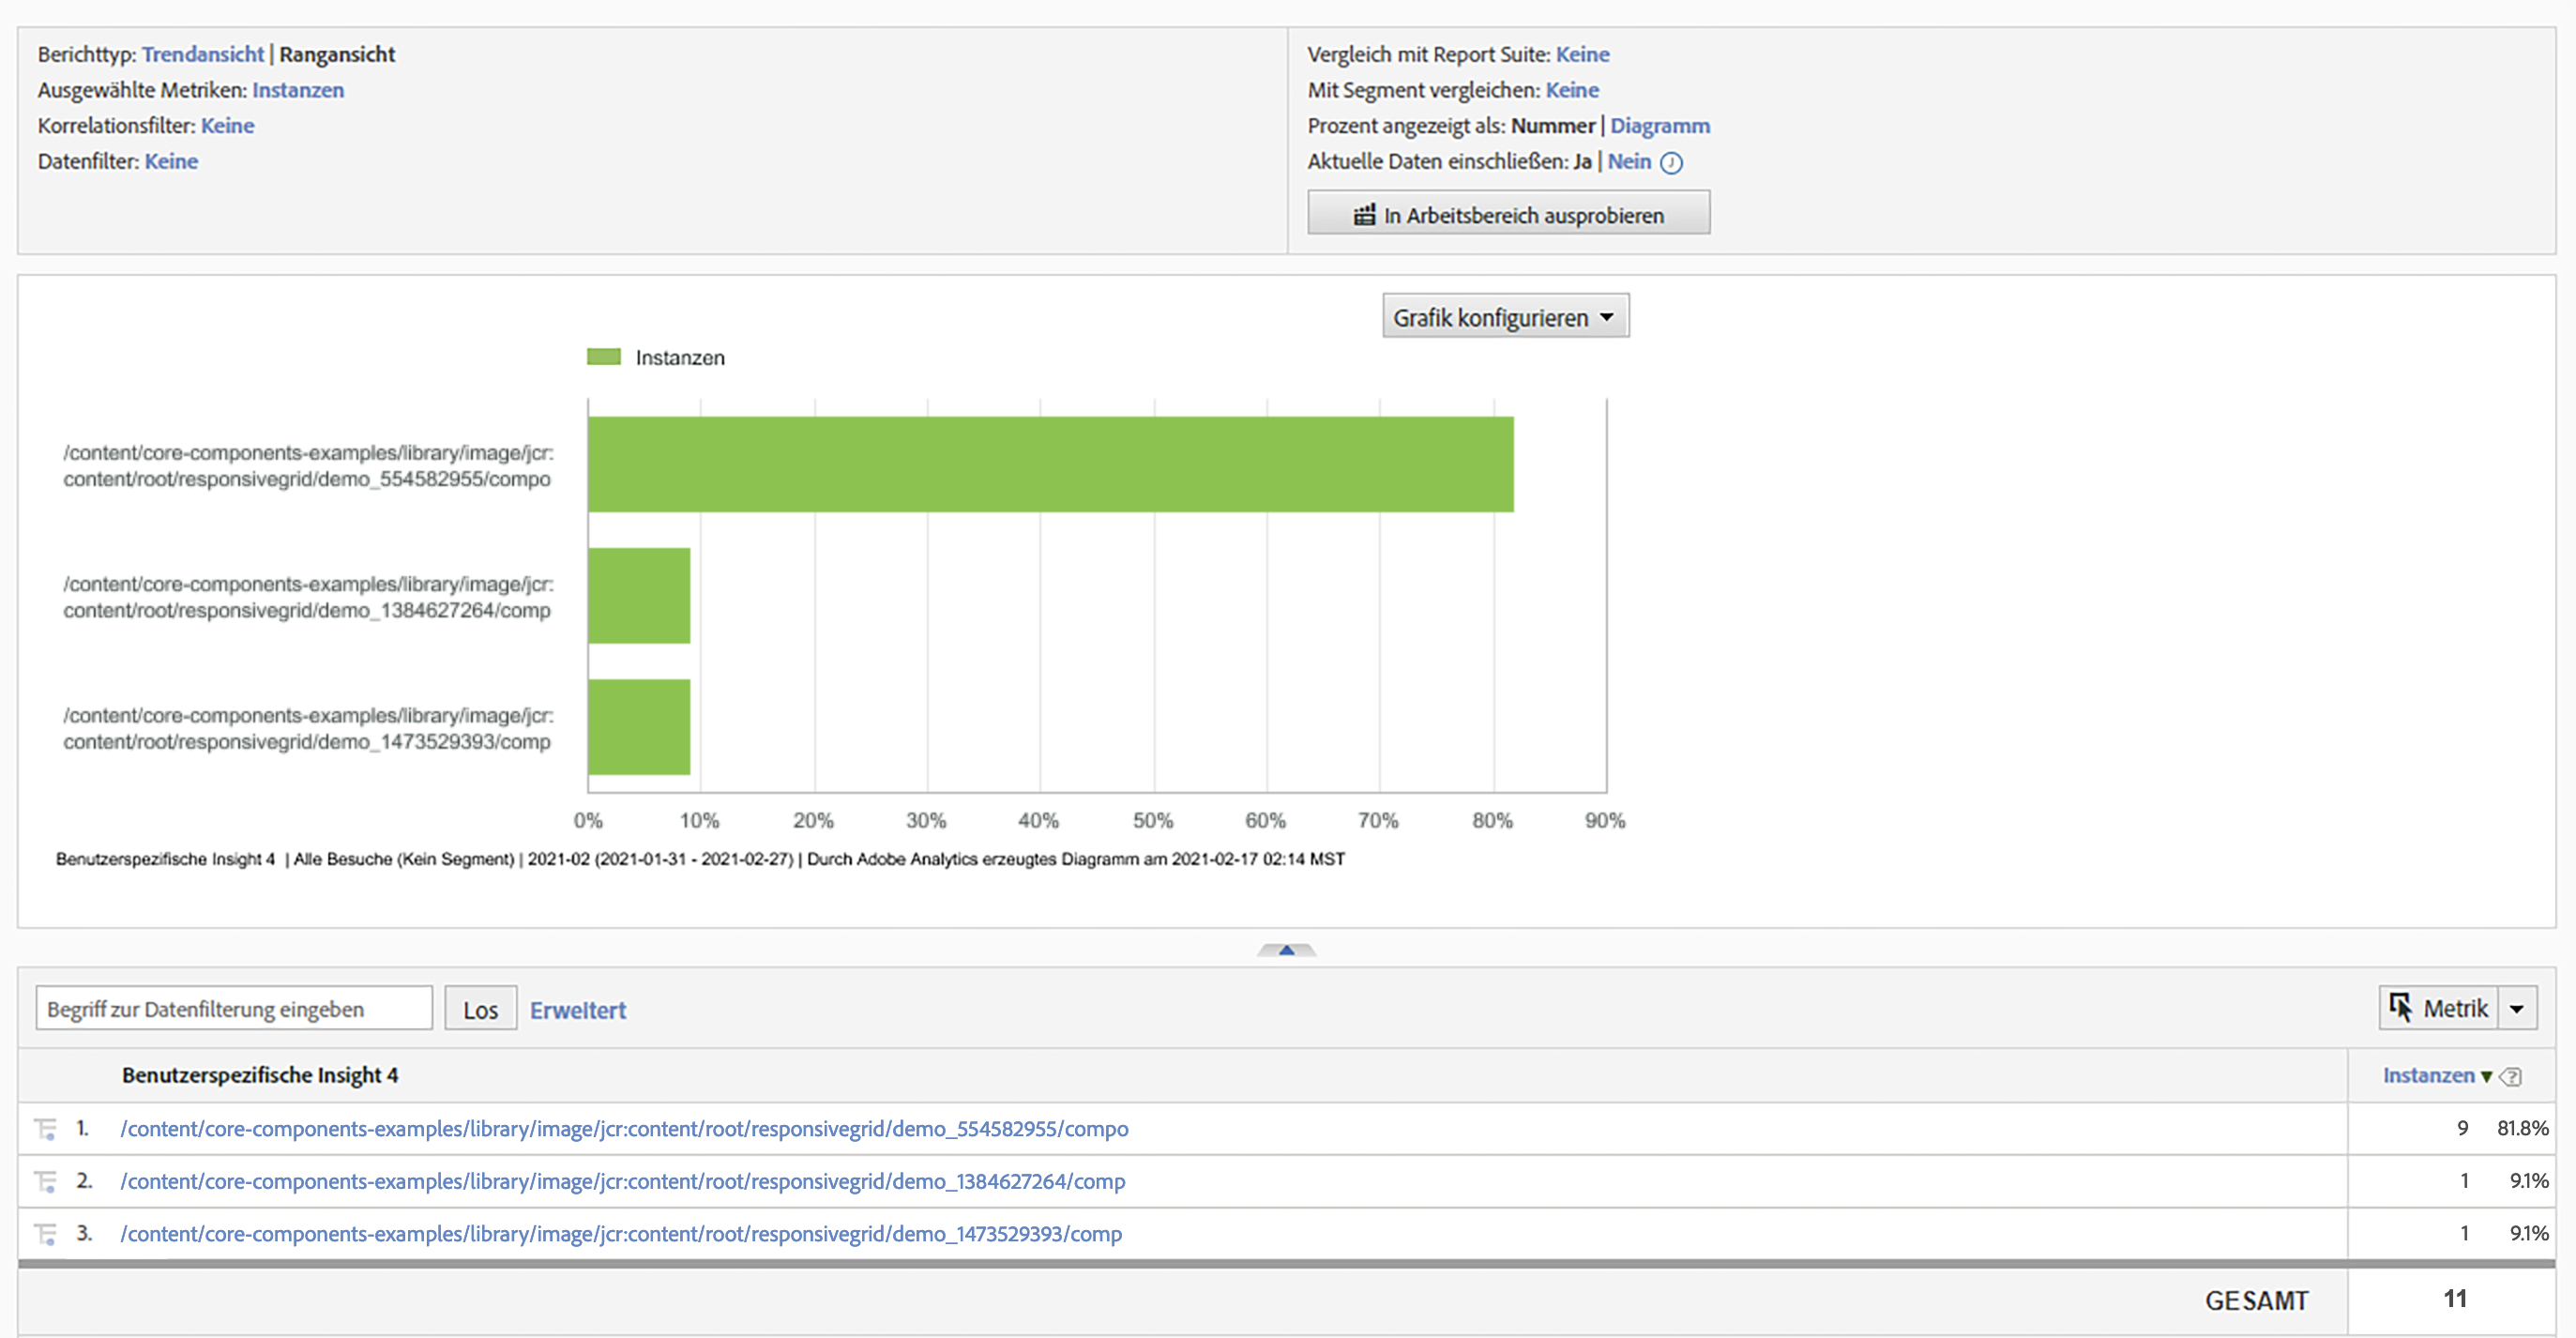 Berichttyp: Trendansicht | Rangansicht
Ausgewählte Metriken: Instanzen
Korrelationsfilter: Keine
Datenfilter: Keine
Vergleich mit Report Suite: Keine
Mit Segment vergleichen: Keine
Prozent angezeigt als: Nummer | Diagramm
Aktuelle Daten einschließen: Ja | Nein
In Arbeitsbereich ausprobieren
Grafik konfigurieren
Instanzen
/content/core-components-examples/library/image/jcr:
content/root/responsivegrid/demo_554582955/compo
/content/core-components-examples/library/image/jcr:
content/root/responsivegrid/demo_1384627264/comp
/content/core-components-examples/library/image/jcr:
content/root/responsivegrid/demo_1473529393/comp
0% 10% 20% 30% 40% 50% 60% 70% 80% 90%
Benutzerspezifische Insight 4 | Alle Besuche (Kein Segment) | 2021-02 (2021-01-31 - 2021-02-27) | Durch Adobe Analytics erzeugtes Diagramm am 2021-02-17 02:14 MST
Begriff zur Datenfilterung eingeben Los Erweitert Metrik
Benutzerspezifische Insight 4 Instanzen ?
1. /content/core-components-examples/library/image/jcr:content/root/responsivegrid/demo_554582955/compo 9 81.8%
2. /content/core-components-examples/library/image/jcr:content/root/responsivegrid/demo_1384627264/comp 1 9.1%
3. /content/core-components-examples/library/image/jcr:content/root/responsivegrid/demo_1473529393/comp 1 9.1%
GESAMT 11